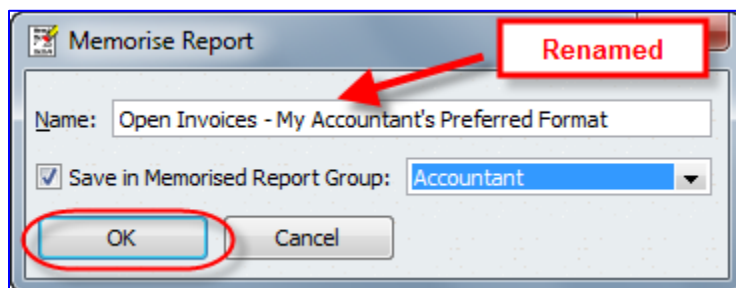 Memorise Report
Renamed
Name: Open Invoices - My Accountant's Preferred Format
Save in Memorised Report Group: Accountant
OK Cancel